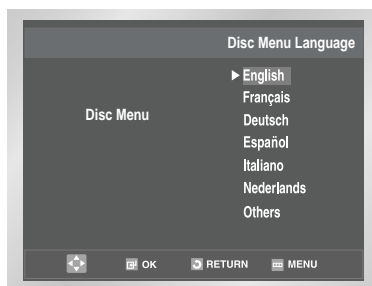 Disc Menu Language
English
Français
Disc Menu
Deutsch
Español
Italiano
Nederlands
Others
OK RETURN MENU